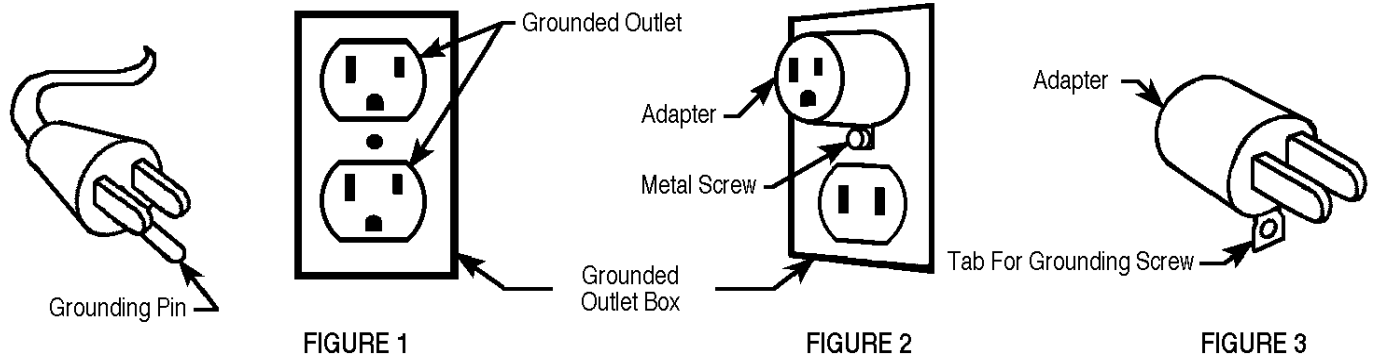 Grounded Outlet
Grounding Pin
FIGURE 1
Adapter
Metal Screw
Grounded
Outlet Box
FIGURE 2
Adapter
Tab For Grounding Screw
FIGURE 3